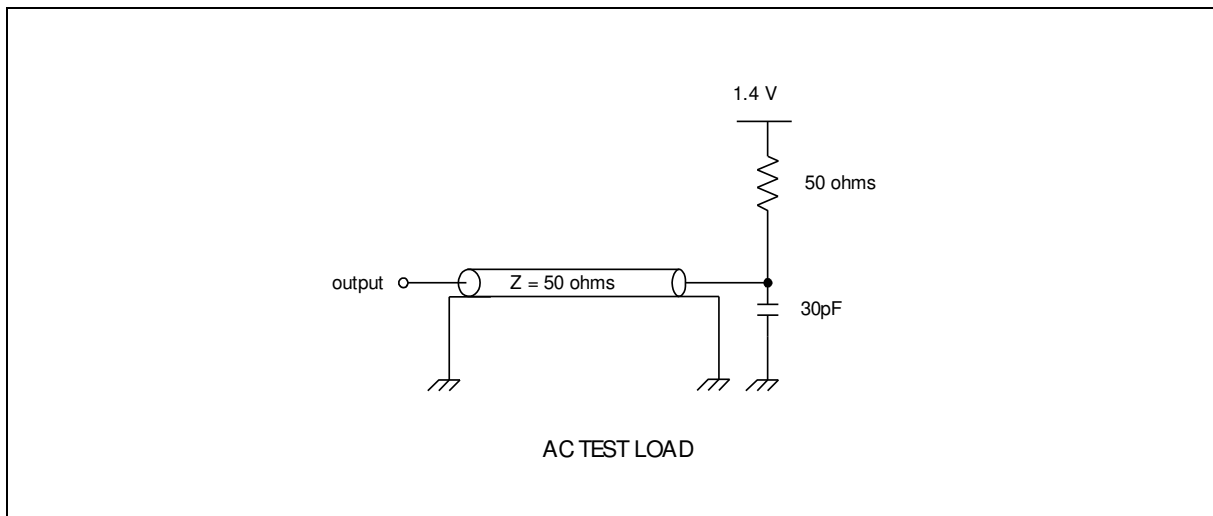 1.4 V
50 ohms
output
Z = 50 ohms
30pF
AC TEST LOAD